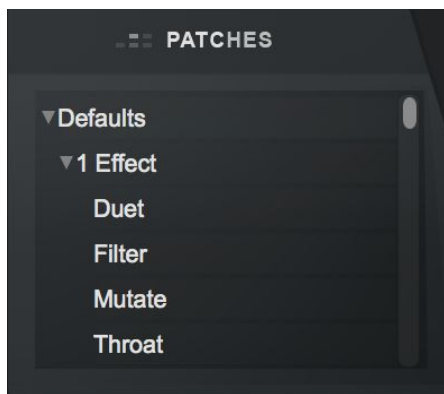 PATCHES
Defaults
1 Effect
Duet
Filter
Mutate
Throat